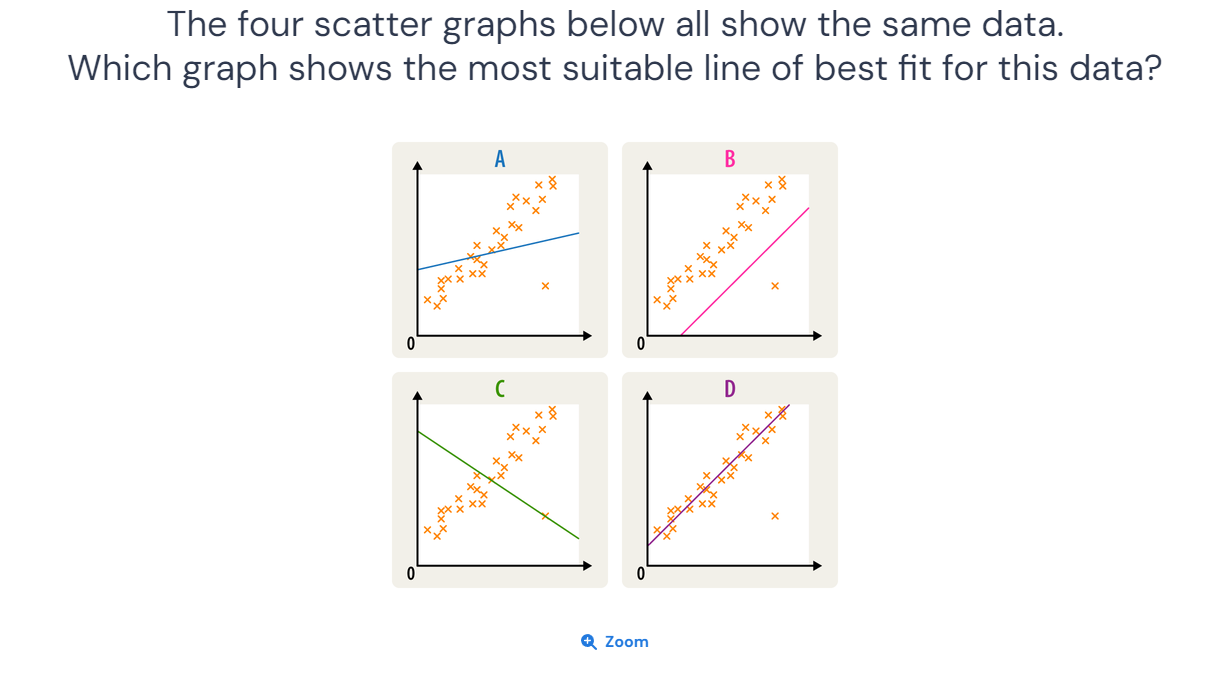 The four scatter graphs below all show the same data.
Which graph shows the most suitable line of best fit for this data?
A
B
0
0
C
D
0
0
Zoom